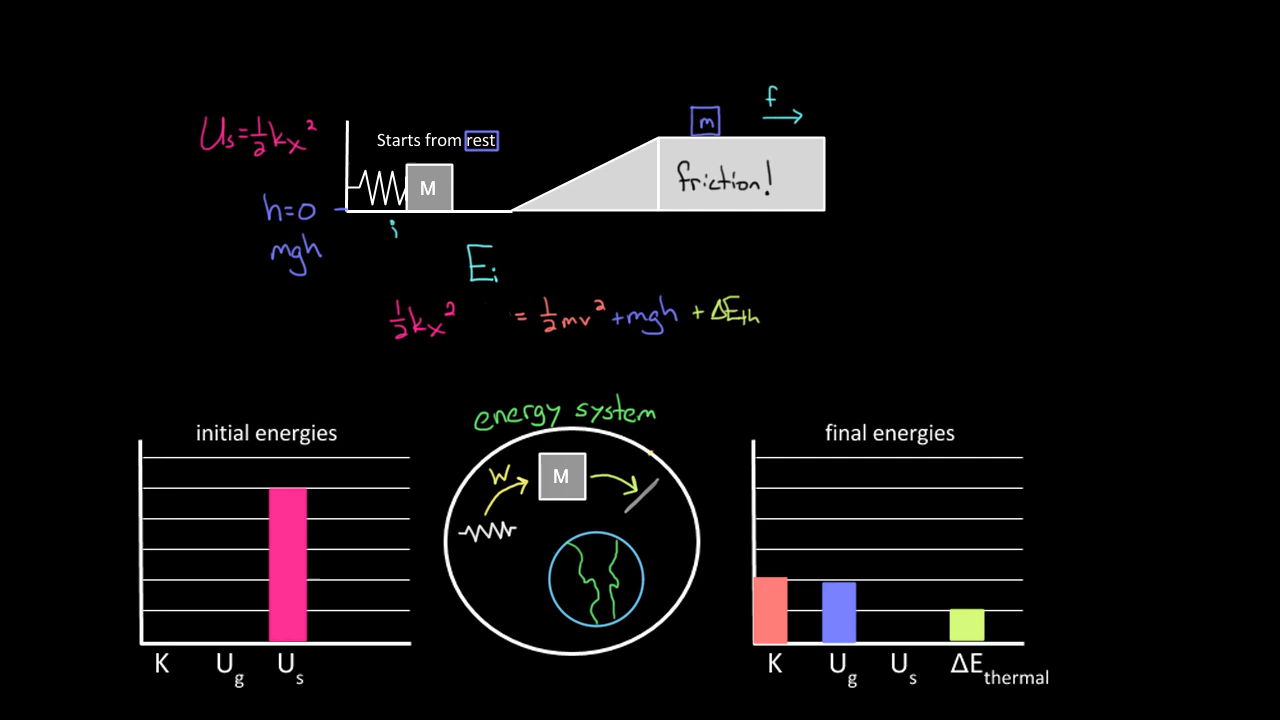 f
m
Us=½kx²
Starts from rest
M
friction!
h=0
i
mgh
Ei
½kx² = ½mv² + mgh + ΔEth
energy system
initial energies
final energies
W
M
K Ug Us
K Ug Us ΔEthermal